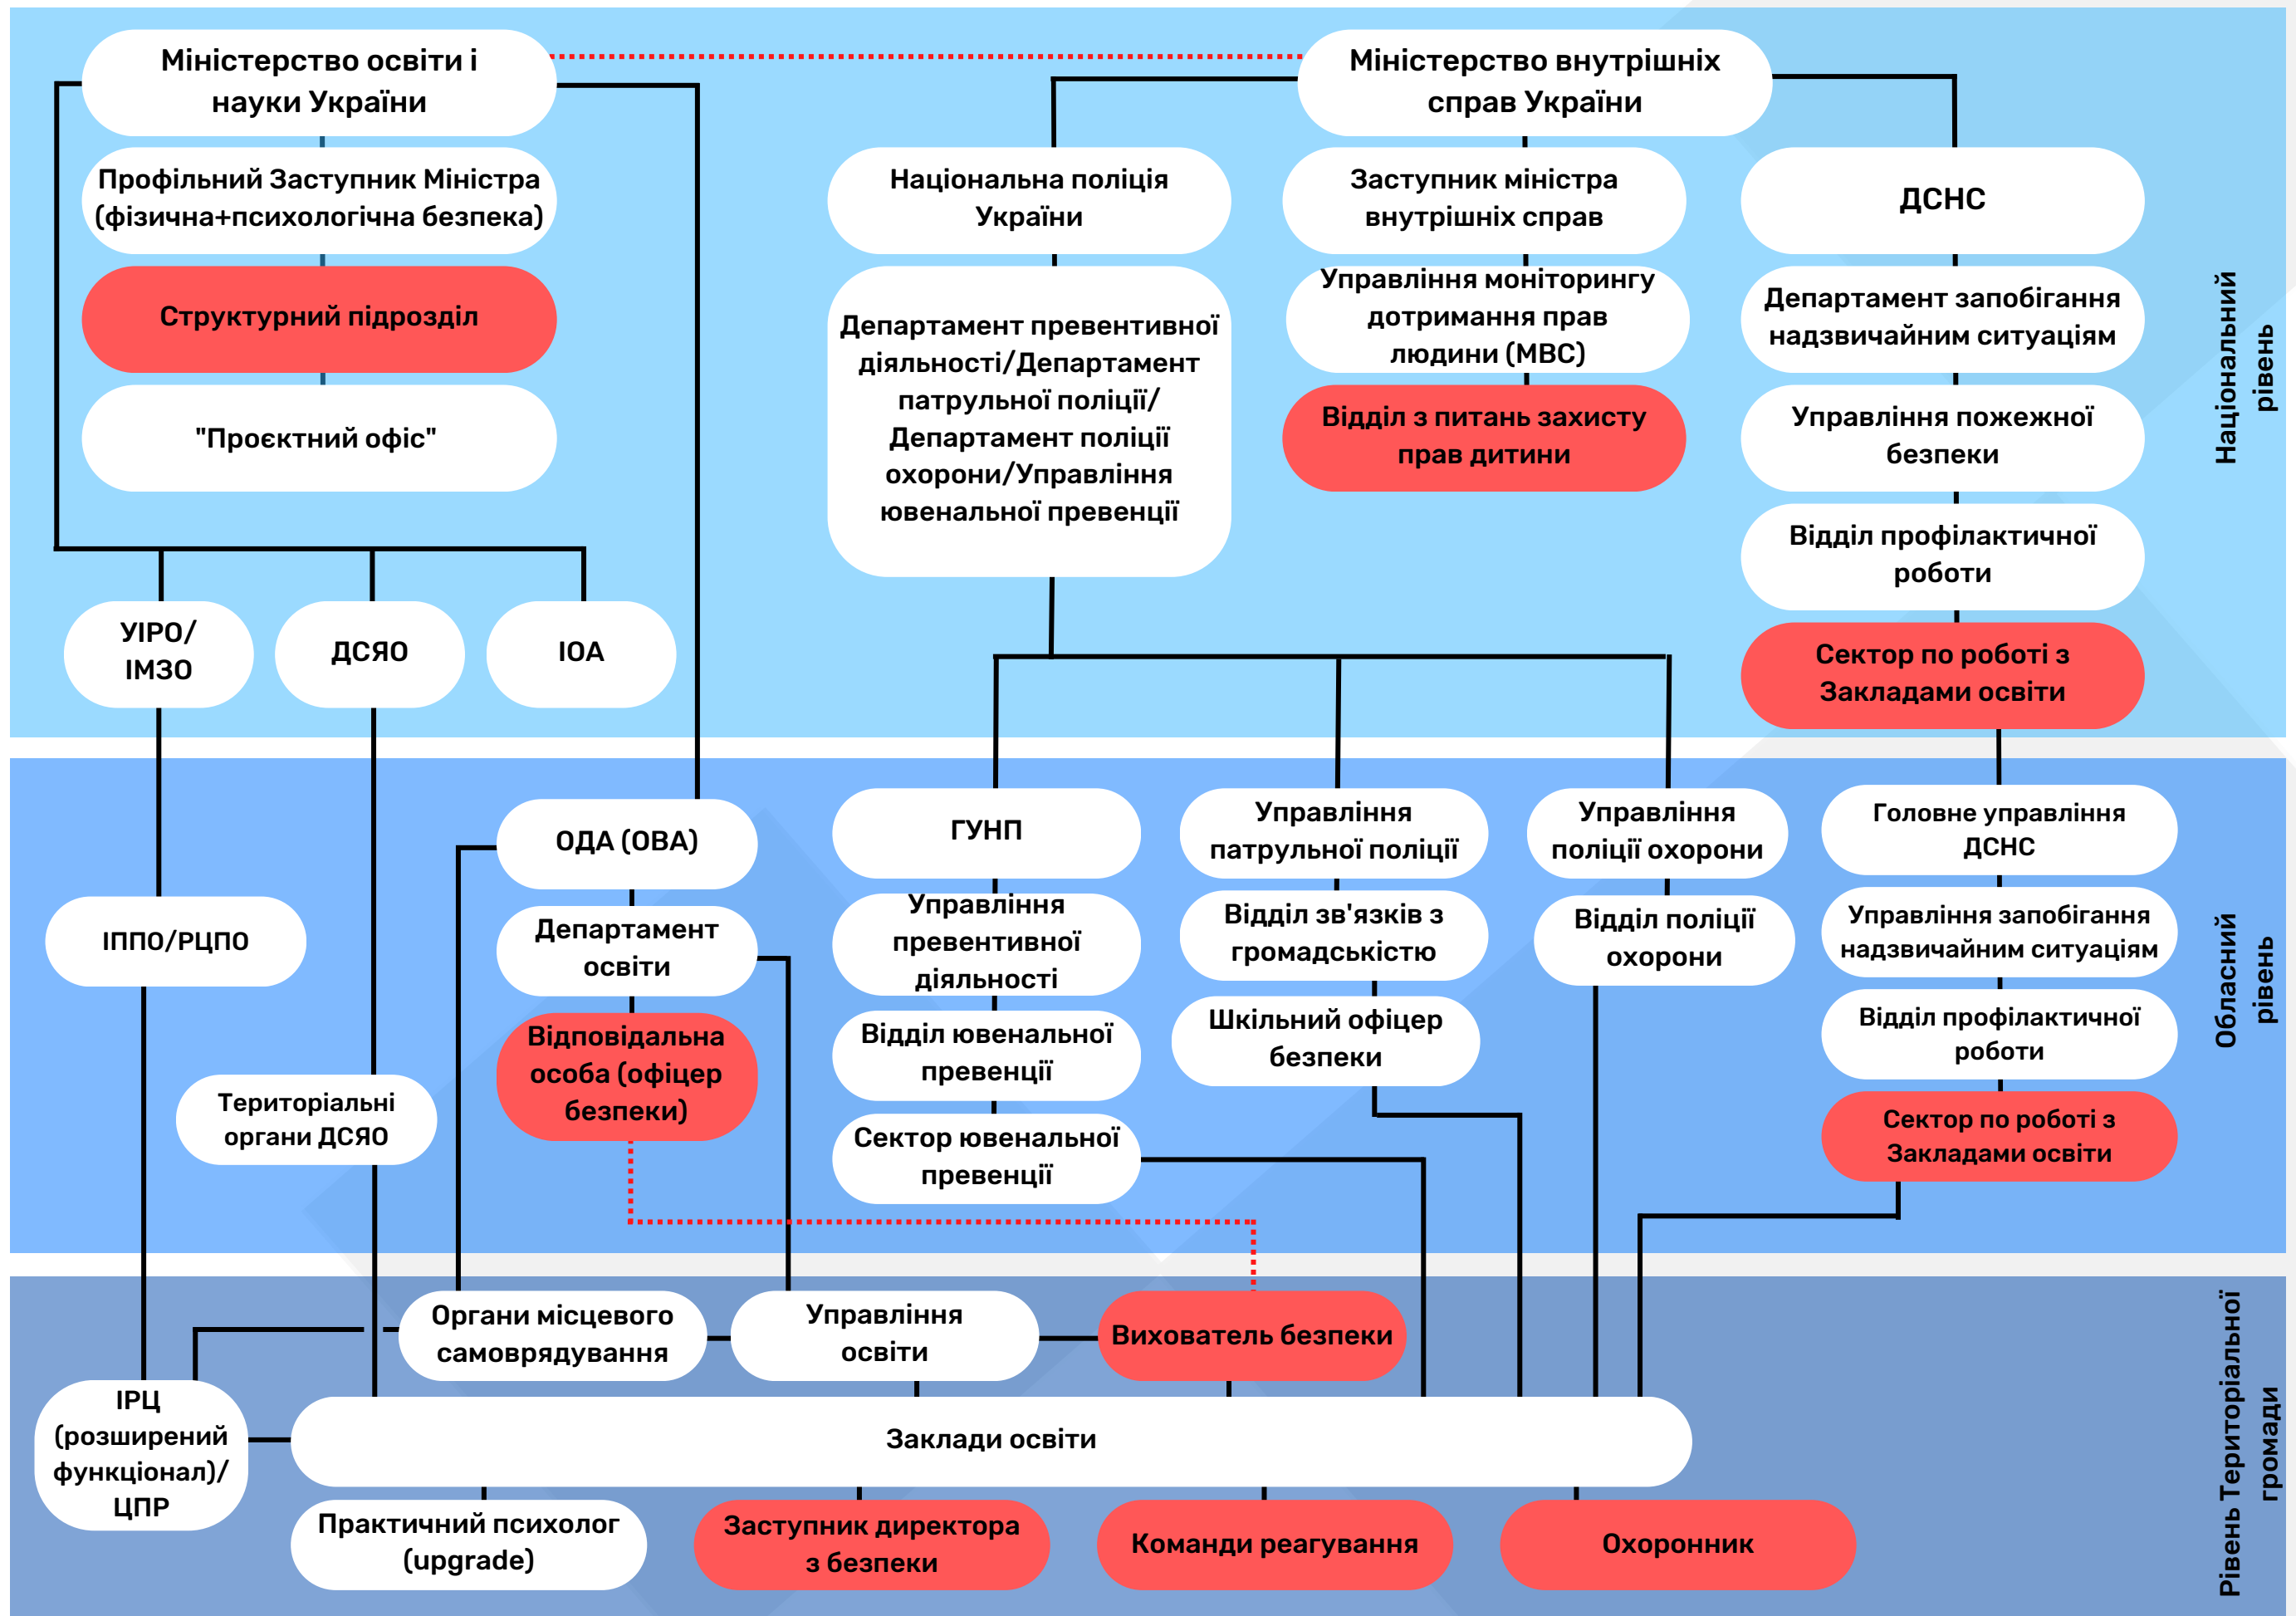 Міністерство освіти і
науки України
Міністерство внутрішніх
справ України
Профільний Заступник Міністра
(фізична+психологічна безпека)
Національна поліція
України
Заступник міністра
внутрішніх справ
ДСНС
Структурний підрозділ
Департамент превентивної
діяльності/Департамент
патрульної поліції/
Департамент поліції
охорони/Управління
ювенальної превенції
Управління моніторингу
дотримання прав
людини (МВС)
Департамент запобігання
надзвичайним ситуаціям
"Проєктний офіс"
Відділ з питань захисту
прав дитини
Управління пожежної
безпеки
Відділ профілактичної
роботи
УІРО/
ІМЗО
ДСЯО
ІОА
Сектор по роботі з
Закладами освіти
Національний
рівень
ОДА (ОВА)
ГУНП
Управління
патрульної поліції
Управління
поліції охорони
Головне управління
ДСНС
ІППО/РЦПО
Департамент
освіти
Управління
превентивної
діяльності
Відділ зв'язків з
громадськістю
Відділ поліції
охорони
Управління запобігання
надзвичайним ситуаціям
Відповідальна
особа (офіцер
безпеки)
Відділ ювенальної
превенції
Шкільний офіцер
безпеки
Відділ профілактичної
роботи
Територіальні
органи ДСЯО
Сектор ювенальної
превенції
Сектор по роботі з
Закладами освіти
Обласний
рівень
Органи місцевого
самоврядування
Управління
освіти
Вихователь безпеки
ІРЦ
(розширений
функціонал)/
ЦПР
Заклади освіти
Практичний психолог
(upgrade)
Заступник директора
з безпеки
Команди реагування
Охоронник
Рівень Територіальної
громади